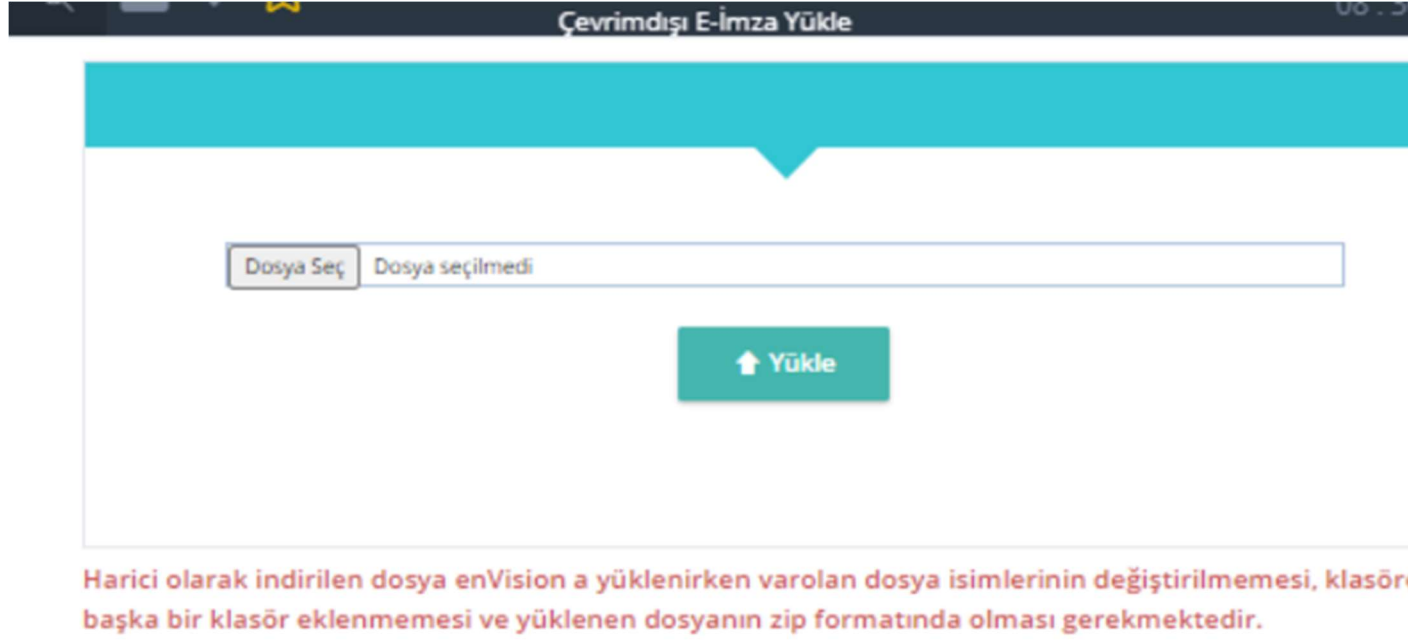 Çevrimdışı E-İmza Yükle
Dosya Seç Dosya seçilmedi
Yükle
Harici olarak indirilen dosya enVision a yüklenirken varolan dosya isimlerinin değiştirilmemesi,
başka bir klasör eklenmemesi ve yüklenen dosyanın zip formatında olması gerekmektedir.